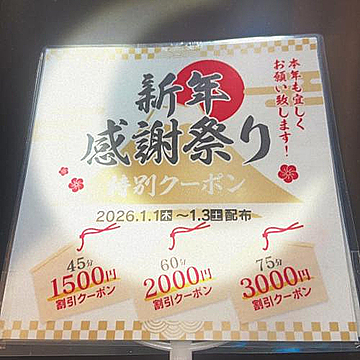 新年
感謝祭り
本年も宜しく
お願い致します!
特別クーポン
2026.1.1木～1.3土配布
45分
1500円
割引クーポン
60分
2000円
割引クーポン
75分
3000円
割引クーポン